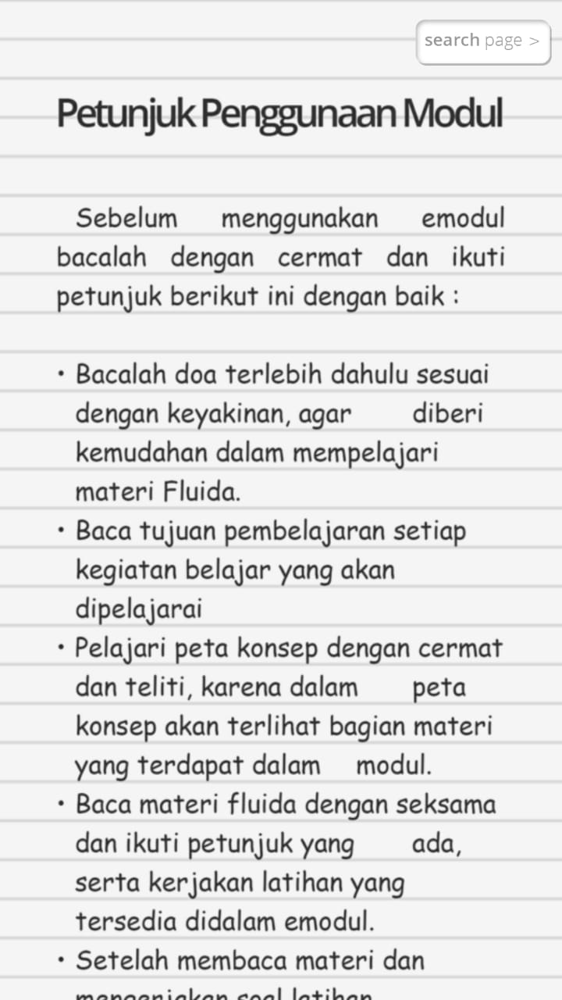 search page >
Petunjuk Penggunaan Modul
Sebelum menggunakan emodul
bacalah dengan cermat dan ikuti
petunjuk berikut ini dengan baik :
• Bacalah doa terlebih dahulu sesuai
dengan keyakinan, agar diberi
kemudahan dalam mempelajari
materi Fluida.
• Baca tujuan pembelajaran setiap
kegiatan belajar yang akan
dipelajarai
• Pelajari peta konsep dengan cermat
dan teliti, karena dalam peta
konsep akan terlihat bagian materi
yang terdapat dalam modul.
• Baca materi fluida dengan seksama
dan ikuti petunjuk yang ada,
serta kerjakan latihan yang
tersedia didalam emodul.
• Setelah membaca materi dan
mengerjakan soal latihan